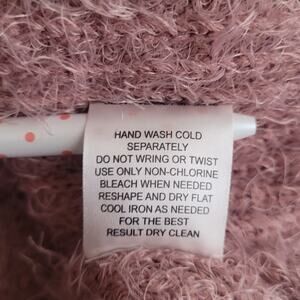 HAND WASH COLD
SEPARATELY
DO NOT WRING OR TWIST
USE ONLY NON-CHLORINE
BLEACH WHEN NEEDED
RESHAPE AND DRY FLAT
COOL IRON AS NEEDED
FOR THE BEST
RESULT DRY CLEAN